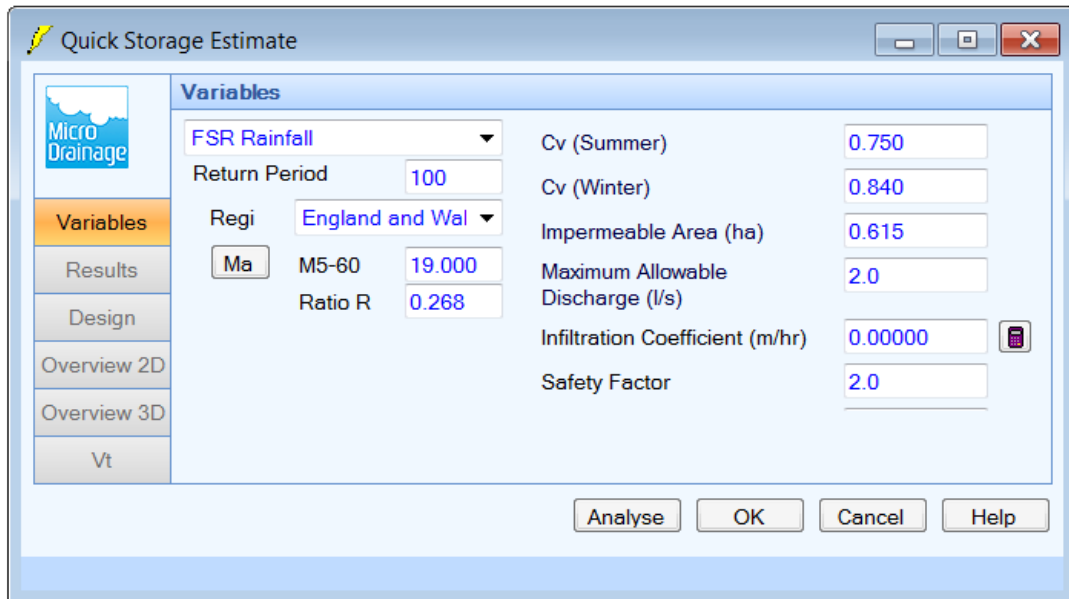 Quick Storage Estimate
Micro
Drainage
Variables
Results
Design
Overview 2D
Overview 3D
Vt
Variables
FSR Rainfall
Return Period 100
Regi England and Wal
Ma M5-60 19.000
Ratio R 0.268
Cv (Summer) 0.750
Cv (Winter) 0.840
Impermeable Area (ha) 0.615
Maximum Allowable
Discharge (l/s) 2.0
Infiltration Coefficient (m/hr) 0.00000
Safety Factor 2.0
Analyse OK Cancel Help